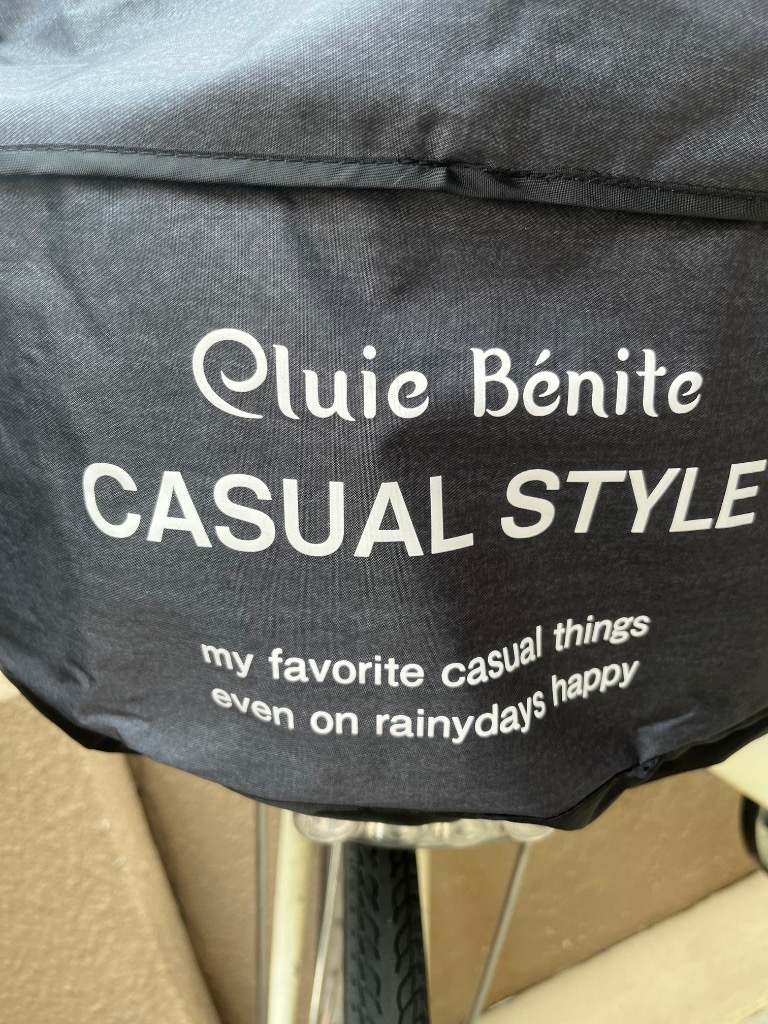 Pluie Bénite
CASUAL STYLE
my favorite casual things
even on rainydays happy